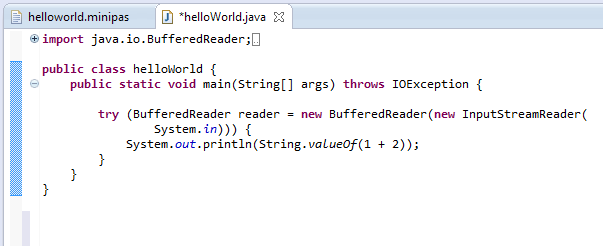 helloworld.minipas *helloWorld.java
import java.io.BufferedReader;
public class helloWorld {
public static void main(String[] args) throws IOException {
try (BufferedReader reader = new BufferedReader(new InputStreamReader(
System.in))) {
System.out.println(String.valueOf(1 + 2));
}
}
}